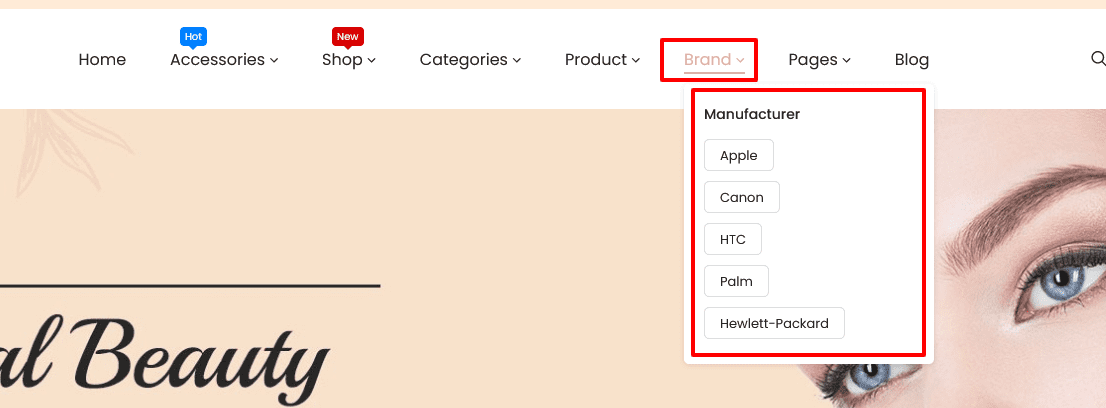 Hot
New
Home Accessories Shop Categories Product Brand Pages Blog
Manufacturer
Apple
Canon
HTC
Palm
Hewlett-Packard
al Beauty